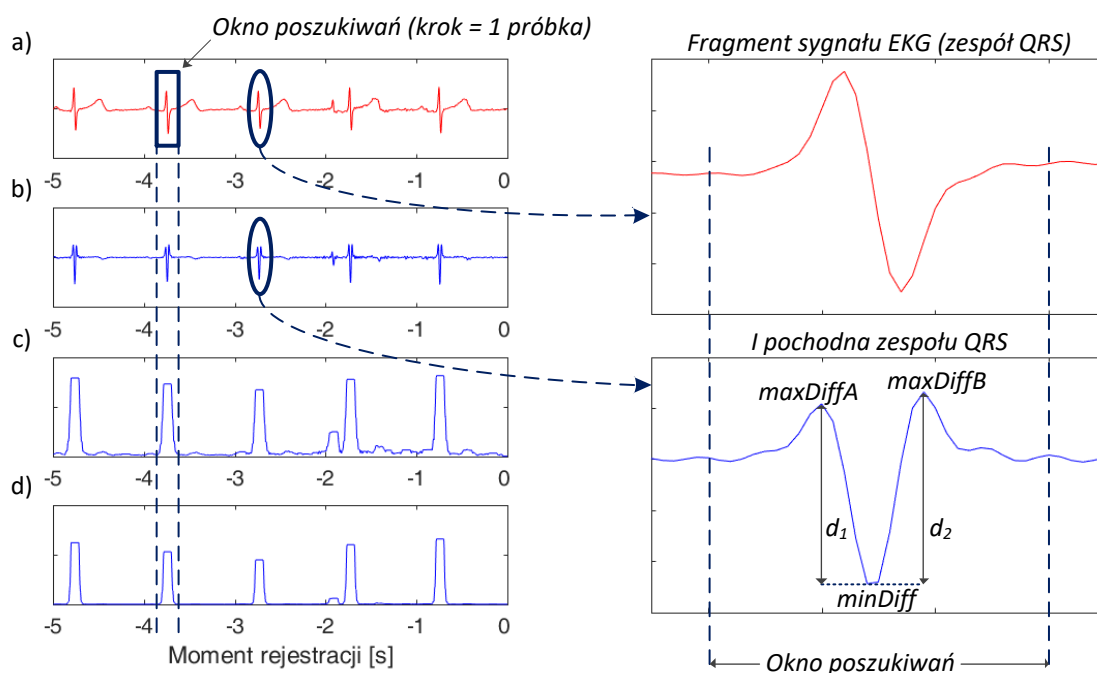 Okno poszukiwań (krok = 1 próbka)
a)
-5 -4 -3 -2 -1 0
b)
-5 -4 -3 -2 -1 0
c)
-5 -4 -3 -2 -1 0
d)
-5 -4 -3 -2 -1 0
Moment rejestracji [s]
Fragment sygnału EKG (zespół QRS)
I pochodna zespołu QRS
maxDiffA maxDiffB
d1 d2
minDiff
Okno poszukiwań